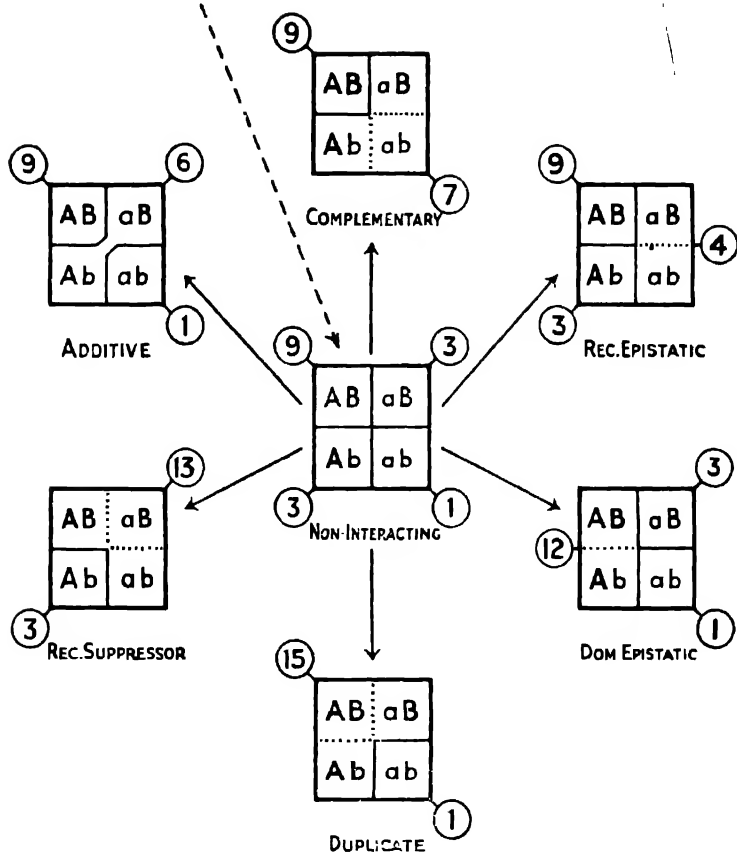 9
AB aB
Ab ab
7
COMPLEMENTARY
9 6
AB aB
Ab ab
1
ADDITIVE
9
AB aB
4
Ab ab
3
REC. EPISTATIC
9 3
AB aB
Ab ab
3 1
NON-INTERACTING
13
AB aB
Ab ab
3
REC. SUPPRESSOR
3
AB aB
12
Ab ab
1
DOM EPISTATIC
15
AB aB
Ab ab
1
DUPLICATE